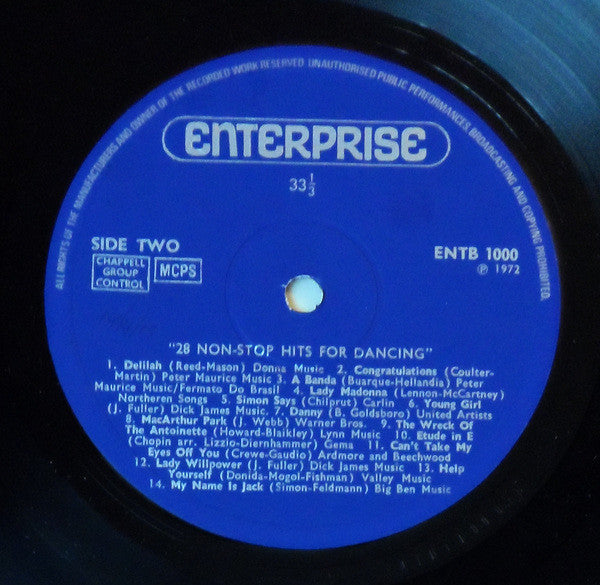 ALL RIGHTS OF THE MANUFACTURERS AND OWNER OF THE RECORDED WORK RESERVED UNAUTHORISED PUBLIC PERFORMANCES BROADCASTING AND COPYING PROHIBITED.
ENTERPRISE
33 1/3
SIDE TWO
ENTB 1000
CHAPPELL
GROUP
CONTROL
MCPS
℗ 1972
"28 NON-STOP HITS FOR DANCING"
1. Delilah (Reed-Mason) Donna Music 2. Congratulations (Coulter-
Martin) Peter Maurice Music 3. A Banda (Buarque-Hellandia) Peter
Maurice Music/Fermato Do Brasil 4. Lady Madonna (Lennon-McCartney)
Northeren Songs 5. Simon Says (Chilprut) Carlin 6. Young Girl
(J. Fuller) Dick James Music. 7. Danny (B. Goldsboro) United Artists
8. MacArthur Park (J. Webb) Warner Bros. 9. The Wreck Of
The Antoinette (Howard-Blaikley) Lynn Music 10. Etude in E
(Chopin arr. Lizzio-Diernhammer) Gema 11. Can't Take My
Eyes Off You (Crewe-Gaudio) Ardmore and Beechwood
12. Lady Willpower (J. Fuller) Dick James Music 13. Help
Yourself (Donida-Mogol-Fishman) Valley Music
14. My Name Is Jack (Simon-Feldmann) Big Ben Music